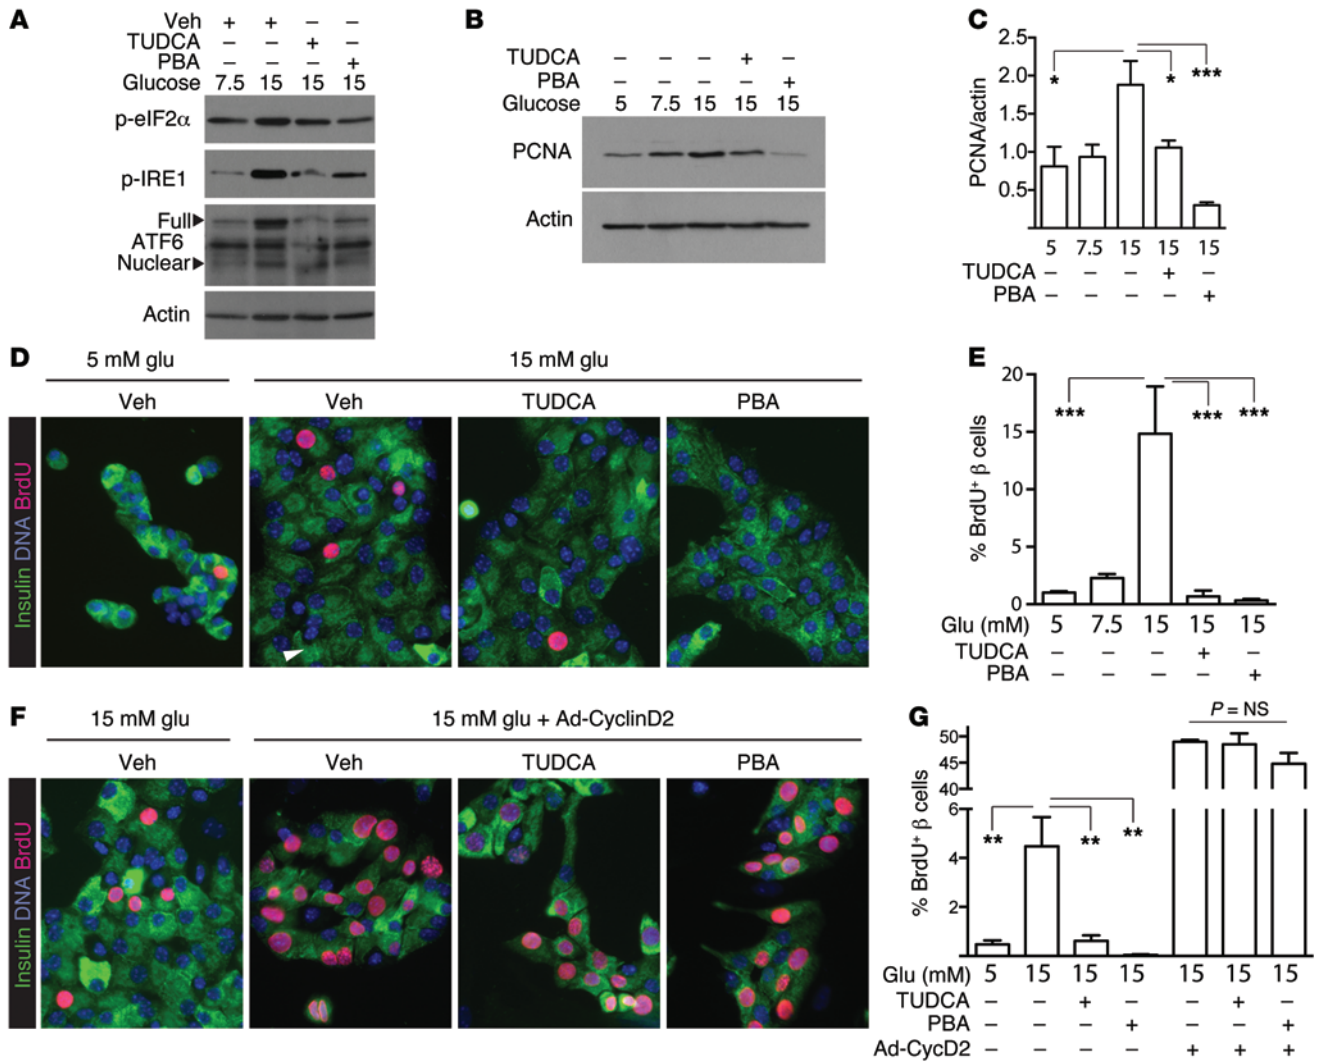 A
Veh + + − −
TUDCA − − + −
PBA − − − +
Glucose 7.5 15 15 15
p-eIF2α
p-IRE1
Full
ATF6
Nuclear
Actin
B
TUDCA − − − + −
PBA − − − − +
Glucose 5 7.5 15 15 15
PCNA
Actin
C
PCNA/actin
2.5
2.0
1.5
1.0
0.5
* * ***
5 7.5 15 15 15
TUDCA − − − + −
PBA − − − − +
D
5 mM glu 15 mM glu
Veh Veh TUDCA PBA
Insulin DNA BrdU
E
% BrdU⁺ β cells
20
15
10
5
0
*** *** ***
Glu (mM) 5 7.5 15 15 15
TUDCA − − − + −
PBA − − − − +
F
15 mM glu 15 mM glu + Ad-CyclinD2
Veh Veh TUDCA PBA
Insulin DNA BrdU
G
P = NS
% BrdU⁺ β cells
50
45
40
6
4
2
** ** **
Glu (mM) 5 15 15 15 15 15 15
TUDCA − − + − − + −
PBA − − − + − − +
Ad-CycD2 − − − − + + +